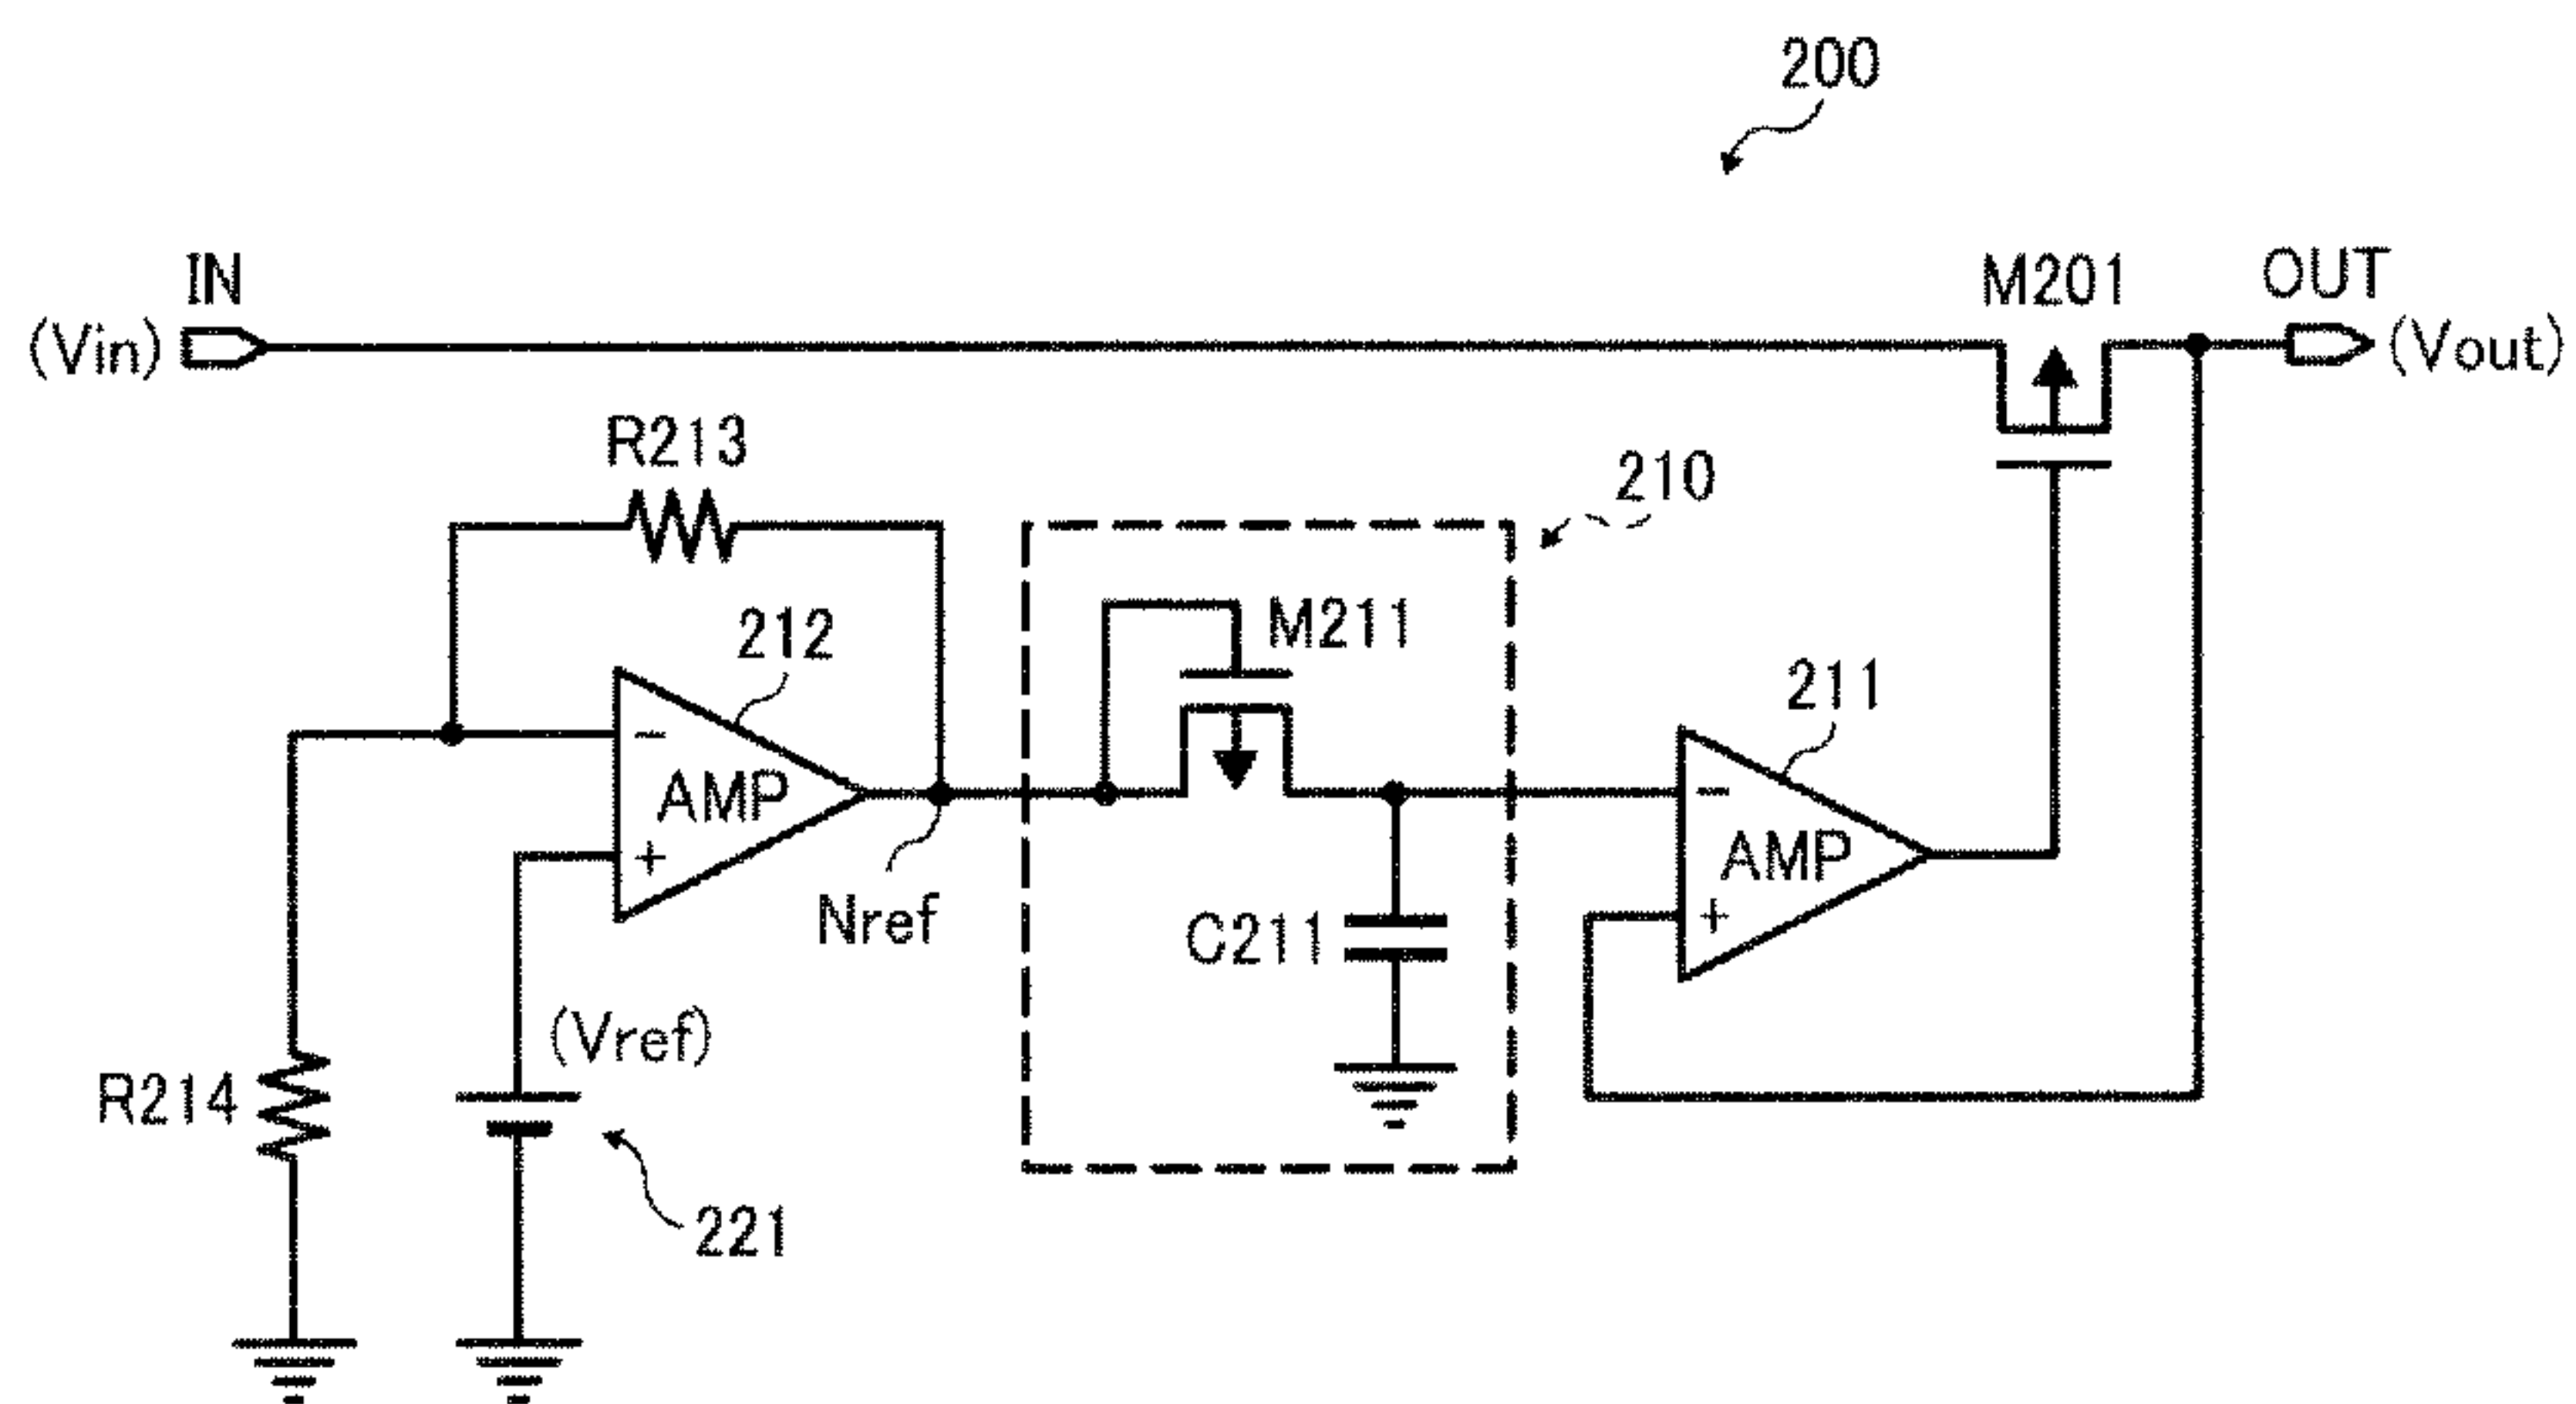 200
IN
(Vin)
M201
OUT
(Vout)
R213
210
212
M211
211
-
AMP
+
Nref
-
AMP
+
C211
(Vref)
R214
221